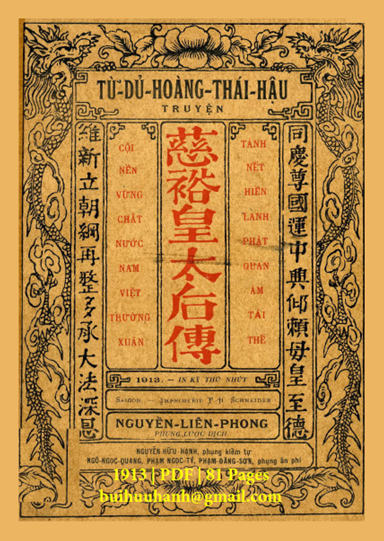 TỪ-DỦ-HOÀNG-THÁI-HẬU
TRUYỆN
同慶尊國運中興仰賴母皇至德
TÁNH
NẾT
HIỀN
LÀNH
PHẬT
QUAN
ÂM
TÁI
THẾ
慈裕皇太后傳
CỘI
NỀN
VỮNG
CHẶT
NƯỚC
NAM
VIỆT
THƯỜNG
XUÂN
維新立朝綱再整多承大法深恩
1913. — IN KỲ THỨ NHỨT
SAIGON — IMPRIMERIE F.-H. SCHNEIDER
NGUYỄN-LIÊN-PHONG
PHỤNG LƯỢC DỊCH
NGUYỄN-HỮU-HẠNH, phụng kiểm tự
NGÔ-NGỌC-QUANG, PHẠM-NGỌC-TÝ, PHẠM-ĐĂNG-SƠN, phụng ấn phí
1913 | PDF | 81 Pages
buihuuhanh@gmail.com